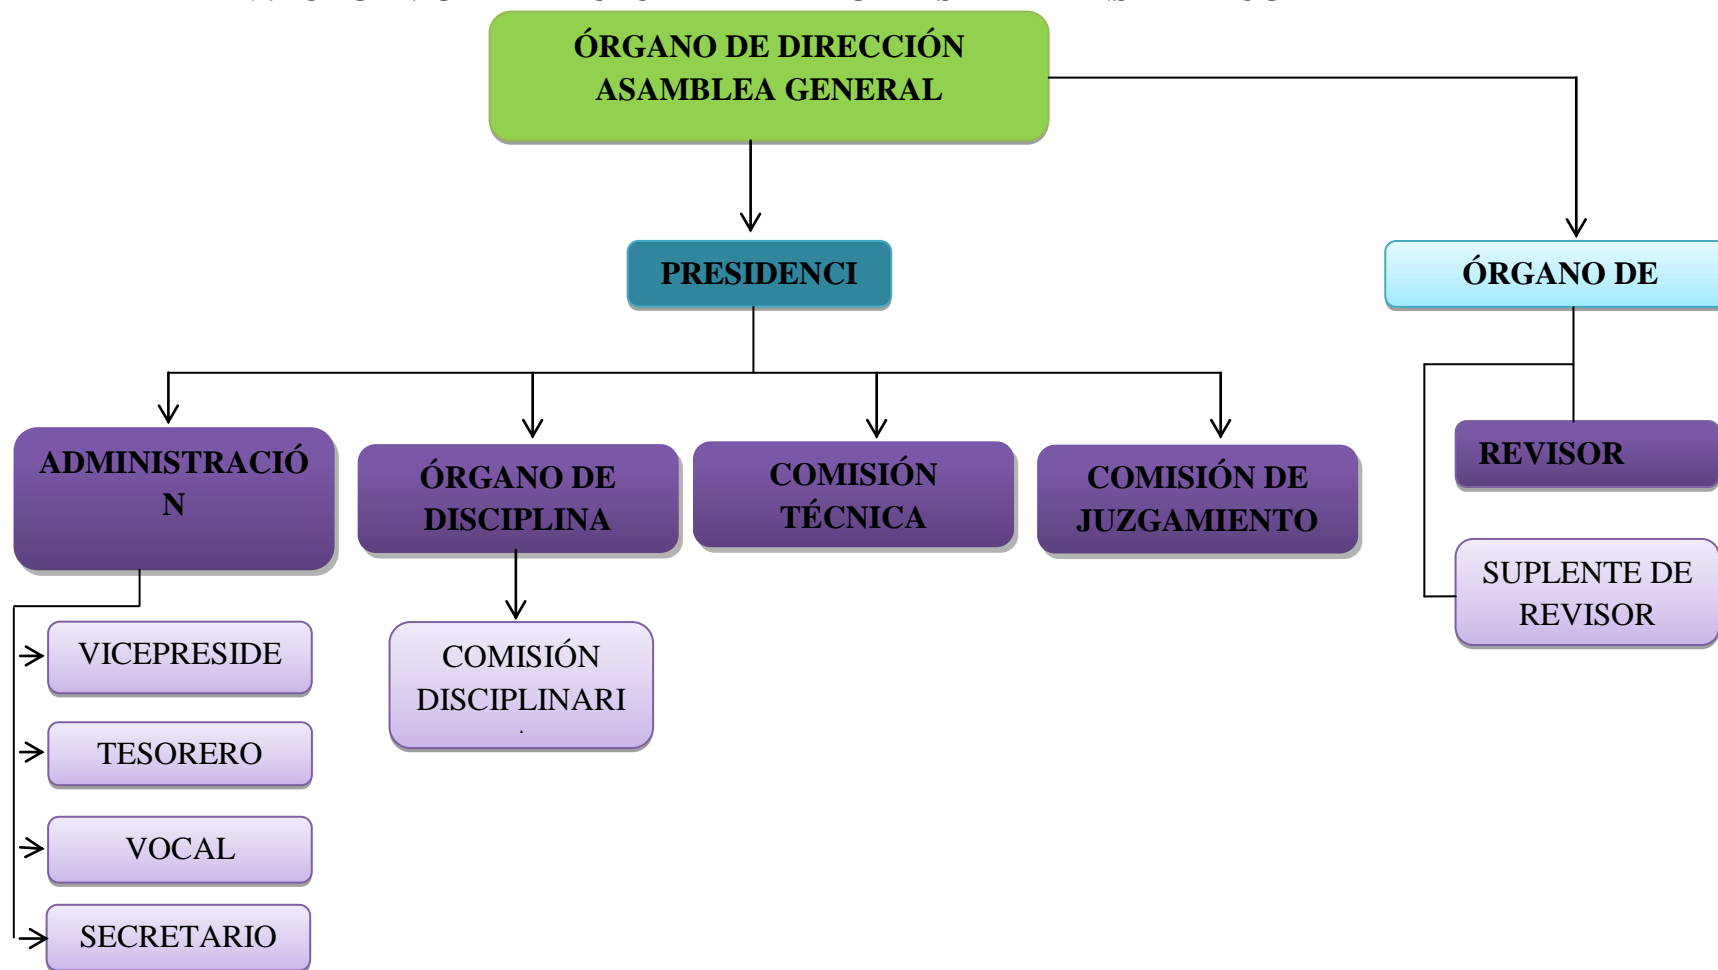 ÓRGANO DE DIRECCIÓN
ASAMBLEA GENERAL
PRESIDENCI
ÓRGANO DE
ADMINISTRACIÓ
N
ÓRGANO DE
DISCIPLINA
COMISIÓN
TÉCNICA
COMISIÓN DE
JUZGAMIENTO
REVISOR
SUPLENTE DE
REVISOR
VICEPRESIDE
COMISIÓN
DISCIPLINARI
TESORERO
VOCAL
SECRETARIO